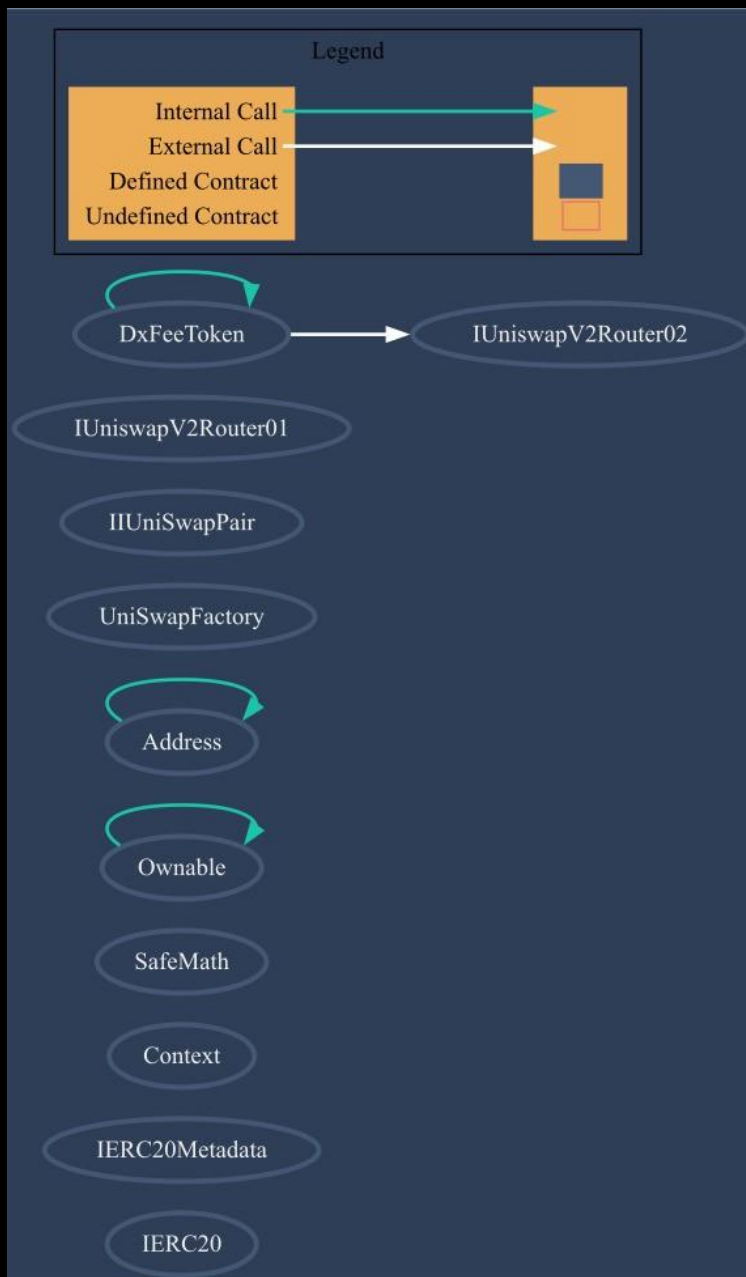 Legend
Internal Call
External Call
Defined Contract
Undefined Contract
DxFeeToken
IUniswapV2Router02
IUniswapV2Router01
IIUniSwapPair
UniSwapFactory
Address
Ownable
SafeMath
Context
IERC20Metadata
IERC20